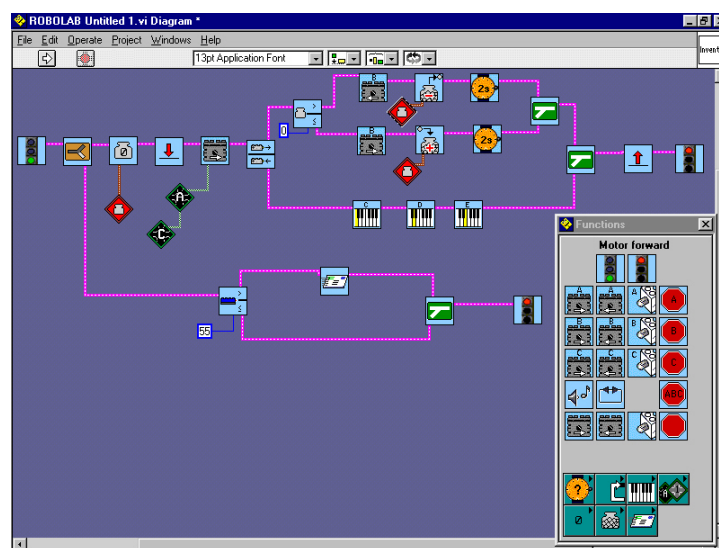 ROBOLAB Untitled 1.vi Diagram *
File Edit Operate Project Windows Help
13pt Application Font
Invent
B
2s
0
B
2s
A
C
C D E
55
Functions
Motor forward
A A A A
B B B B
C C C C
ABC
?
A
0